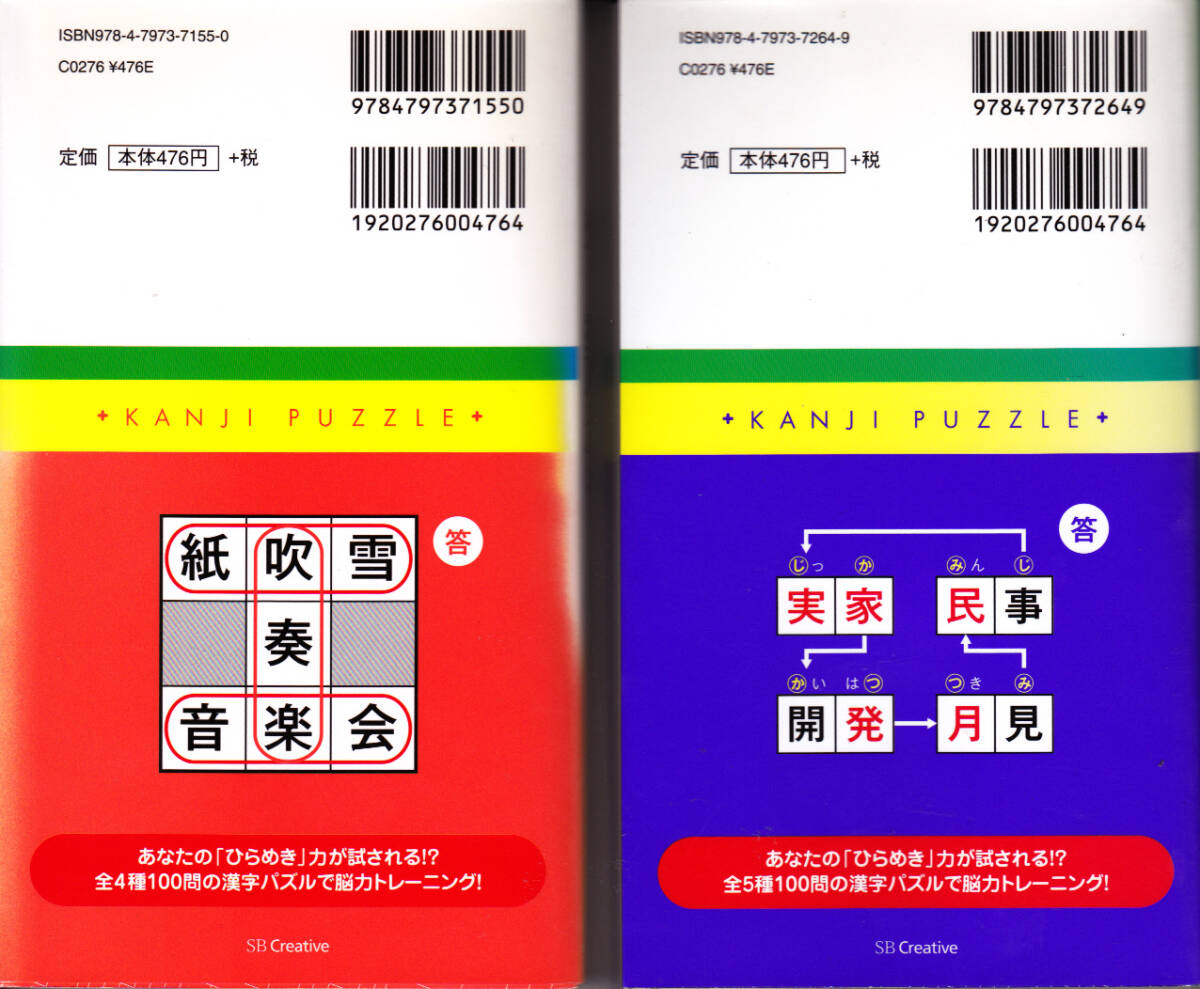 ISBN978-4-7973-7155-0
C0276 ¥476E
9784797371550
定価 本体476円 +税
1920276004764
+ KANJI PUZZLE +
答
紙吹雪
奏
音楽会
あなたの「ひらめき」力が試される!?
全4種100問の漢字パズルで脳力トレーニング!
SB Creative
ISBN978-4-7973-7264-9
C0276 ¥476E
9784797372649
定価 本体476円 +税
1920276004764
+ KANJI PUZZLE +
答
じっ か みん じ
実家 民事
かい はつ つき み
開発 月見
あなたの「ひらめき」力が試される!?
全5種100問の漢字パズルで脳力トレーニング!
SB Creative